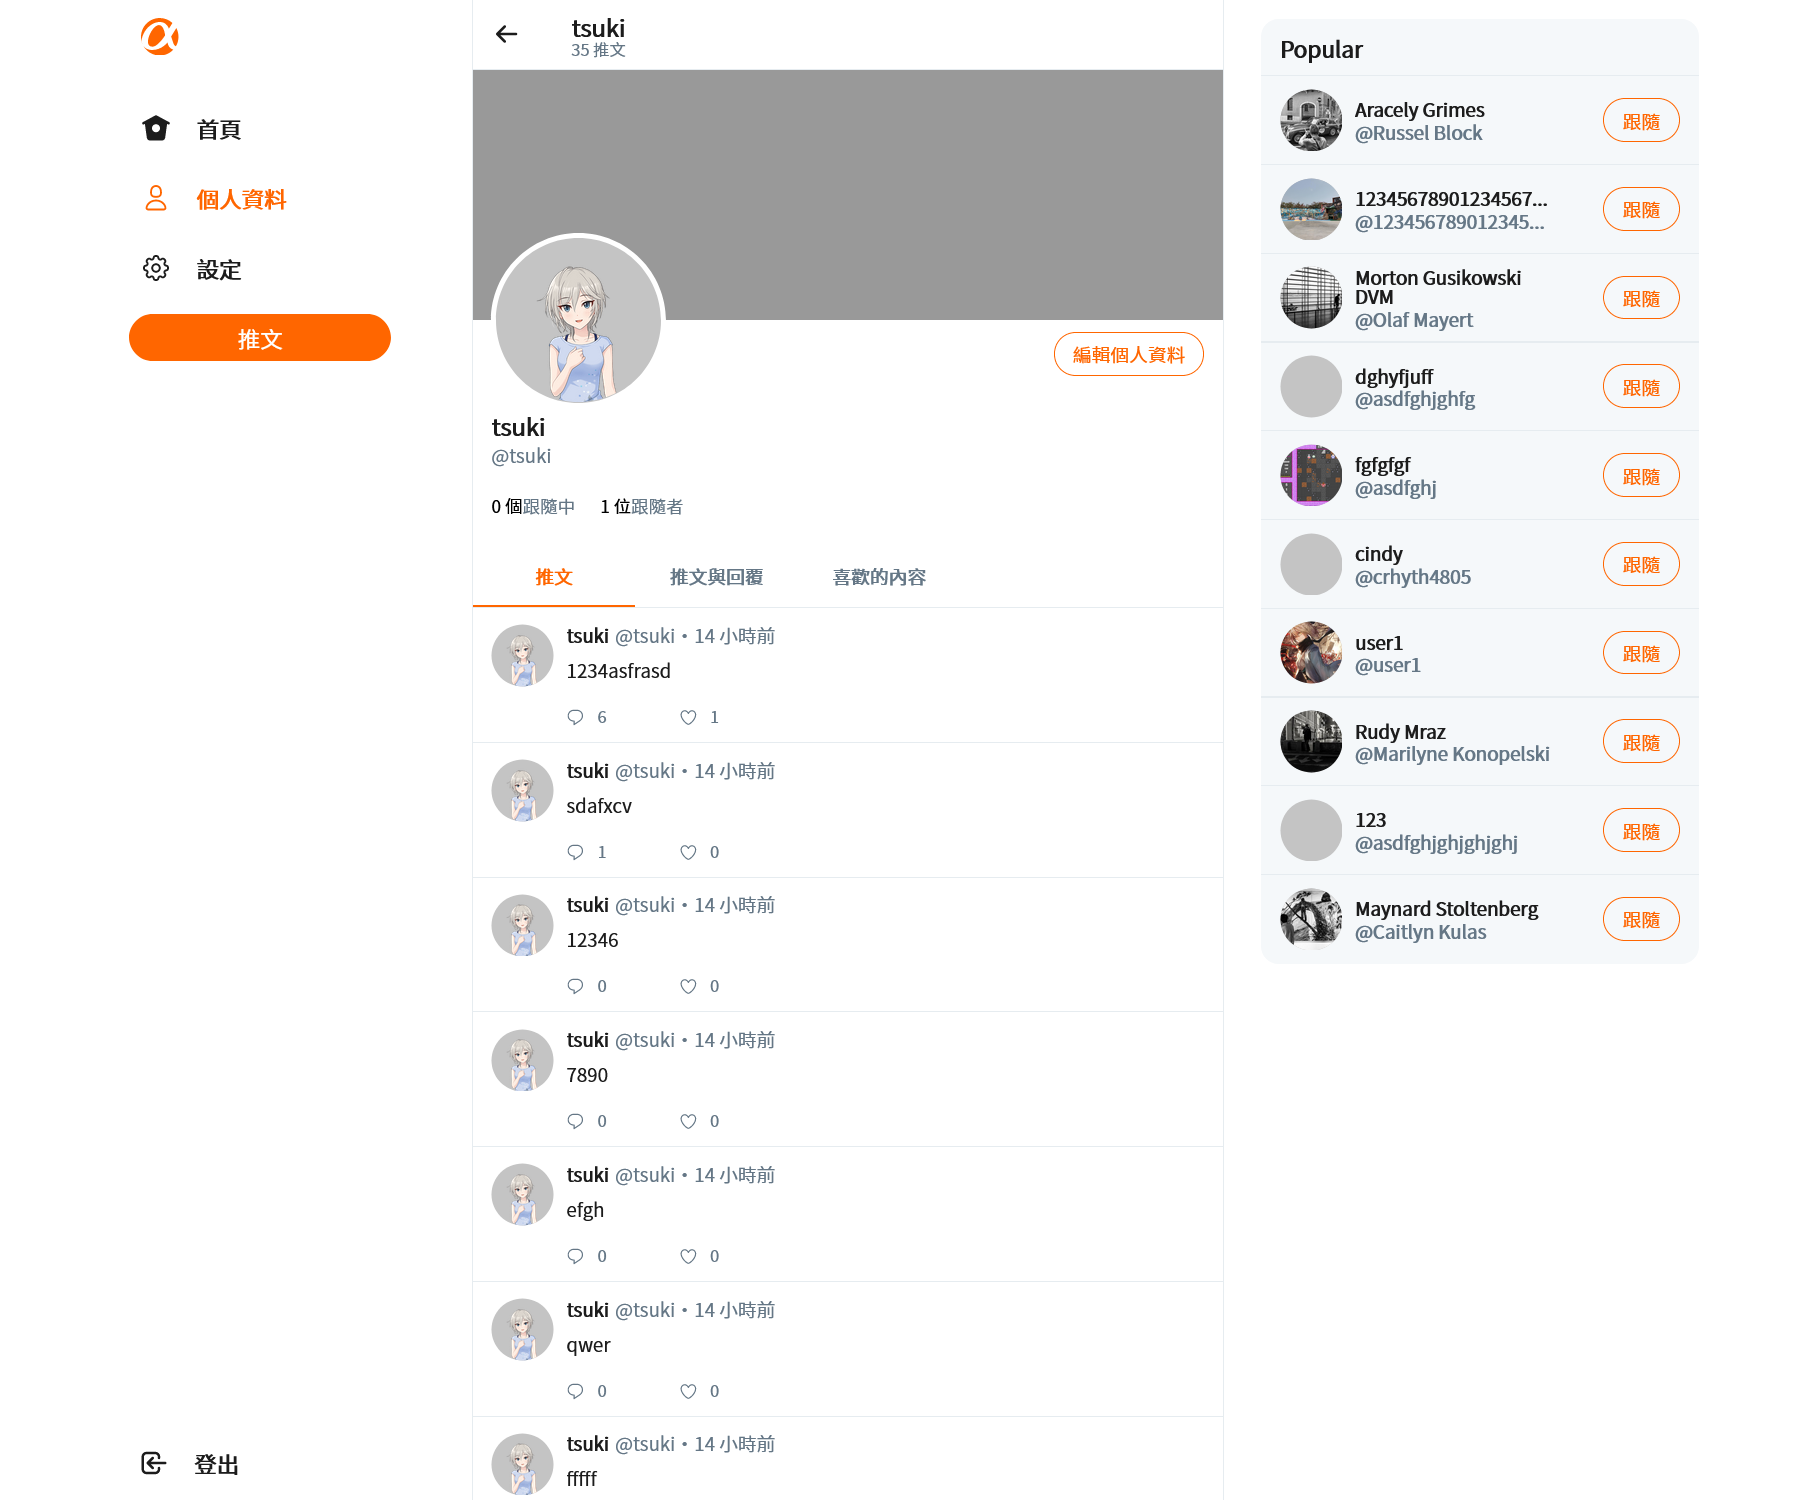 首頁
個人資料
設定
推文
登出
tsuki
35 推文
編輯個人資料
tsuki
@tsuki
0 個跟隨中 1 位跟隨者
推文 推文與回覆 喜歡的內容
tsuki @tsuki • 14 小時前
1234asfrasd
6 1
tsuki @tsuki • 14 小時前
sdafxcv
1 0
tsuki @tsuki • 14 小時前
12346
0 0
tsuki @tsuki • 14 小時前
7890
0 0
tsuki @tsuki • 14 小時前
efgh
0 0
tsuki @tsuki • 14 小時前
qwer
0 0
tsuki @tsuki • 14 小時前
fffff
Popular
Aracely Grimes
@Russel Block
跟隨
12345678901234567...
@123456789012345...
跟隨
Morton Gusikowski
DVM
@Olaf Mayert
跟隨
dghyfjuff
@asdfghjghfg
跟隨
fgfgfgf
@asdfghj
跟隨
cindy
@crhyth4805
跟隨
user1
@user1
跟隨
Rudy Mraz
@Marilyne Konopelski
跟隨
123
@asdfghjghjghjghj
跟隨
Maynard Stoltenberg
@Caitlyn Kulas
跟隨